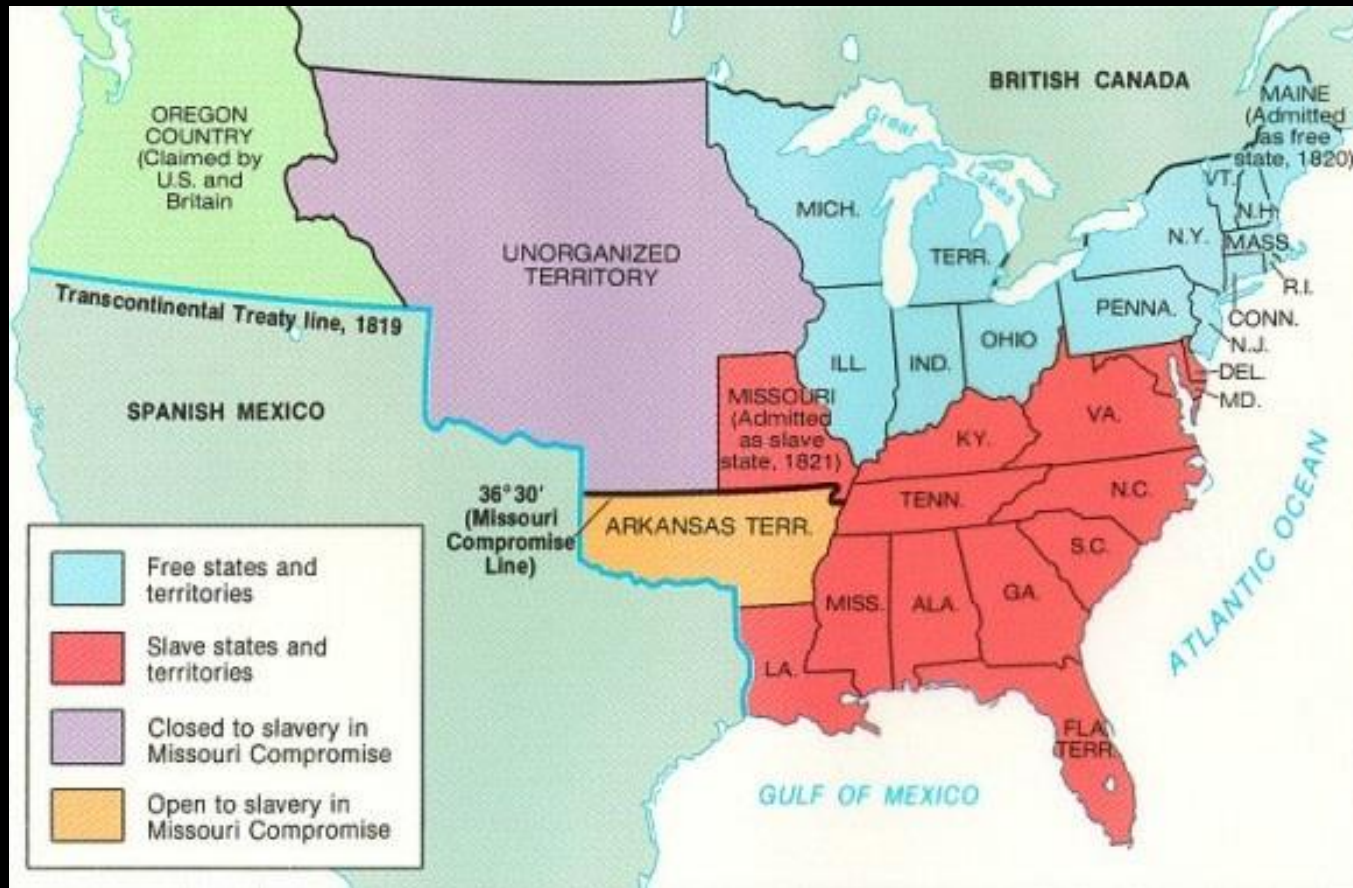 OREGON
COUNTRY
(Claimed by
U.S. and
Britain
BRITISH CANADA
MAINE
(Admitted
as free
state, 1820)
Great
Lakes
UNORGANIZED
TERRITORY
MICH.
TERR.
VT.
N.H.
N.Y.
MASS.
R.I.
CONN.
PENNA.
N.J.
DEL.
MD.
Transcontinental Treaty line, 1819
SPANISH MEXICO
ILL.
IND.
OHIO
MISSOURI
(Admitted
as slave
state, 1821)
KY.
VA.
36°30′
(Missouri
Compromise
Line)
ARKANSAS TERR.
TENN.
N.C.
S.C.
MISS.
ALA.
GA.
LA.
FLA.
TERR.
ATLANTIC OCEAN
GULF OF MEXICO
Free states and
territories
Slave states and
territories
Closed to slavery in
Missouri Compromise
Open to slavery in
Missouri Compromise